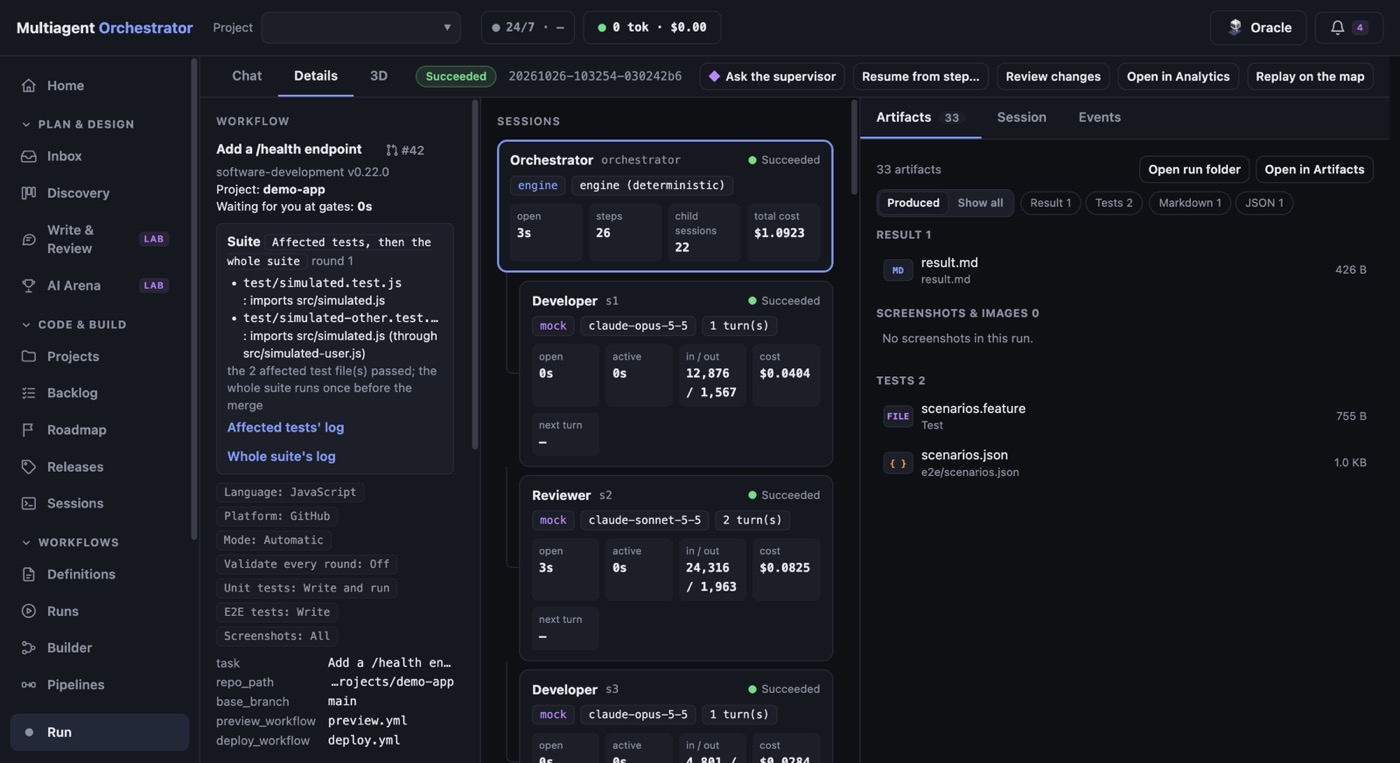 Multiagent Orchestrator
Project
24/7 · —
0 tok · $0.00
Oracle
4
Home
PLAN & DESIGN
Inbox
Discovery
Write & Review
LAB
AI Arena
LAB
CODE & BUILD
Projects
Backlog
Roadmap
Releases
Sessions
WORKFLOWS
Definitions
Runs
Builder
Pipelines
Run
Chat
Details
3D
Succeeded
20261026-103254-030242b6
Ask the supervisor
Resume from step…
Review changes
Open in Analytics
Replay on the map
WORKFLOW
Add a /health endpoint
#42
software-development v0.22.0
Project: demo-app
Waiting for you at gates: 0s
Suite Affected tests, then the
whole suite round 1
• test/simulated.test.js
: imports src/simulated.js
• test/simulated-other.test.…
: imports src/simulated.js (through
src/simulated-user.js)
the 2 affected test file(s) passed; the
whole suite runs once before the
merge
Affected tests' log
Whole suite's log
Language: JavaScript
Platform: GitHub
Mode: Automatic
Validate every round: Off
Unit tests: Write and run
E2E tests: Write
Screenshots: All
task Add a /health en…
repo_path …rojects/demo-app
base_branch main
preview_workflow preview.yml
deploy_workflow deploy.yml
SESSIONS
Orchestrator orchestrator
Succeeded
engine
engine (deterministic)
open
3s
steps
26
child sessions
22
total cost
$1.0923
Developer s1
Succeeded
mock
claude-opus-5-5
1 turn(s)
open
0s
active
0s
in / out
12,876
/ 1,567
cost
$0.0404
next turn
—
Reviewer s2
Succeeded
mock
claude-sonnet-5-5
2 turn(s)
open
3s
active
0s
in / out
24,316
/ 1,963
cost
$0.0825
next turn
—
Developer s3
Succeeded
mock
claude-opus-5-5
1 turn(s)
open
0s
active
0s
in / out
4,801 /
cost
$0.0284
Artifacts 33
Session
Events
33 artifacts
Open run folder
Open in Artifacts
Produced
Show all
Result 1
Tests 2
Markdown 1
JSON 1
RESULT 1
MD
result.md
result.md
426 B
SCREENSHOTS & IMAGES 0
No screenshots in this run.
TESTS 2
FILE
scenarios.feature
Test
755 B
{ }
scenarios.json
e2e/scenarios.json
1.0 KB